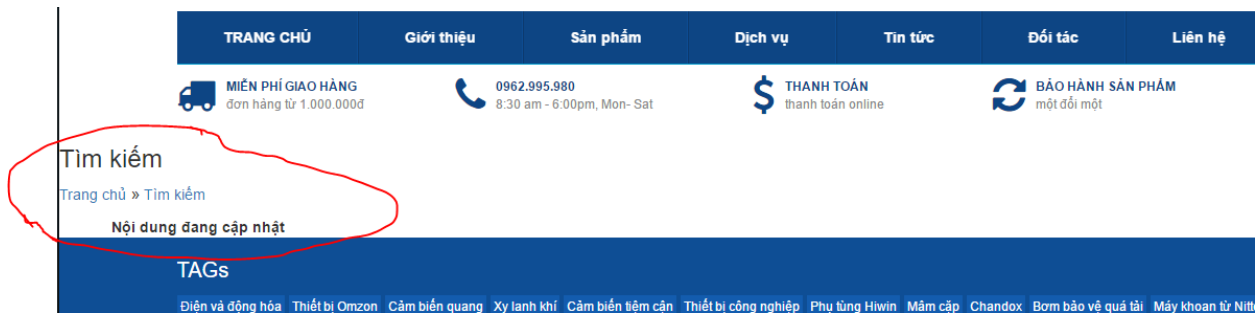 TRANG CHỦ Giới thiệu Sản phẩm Dịch vụ Tin tức Đối tác Liên hệ
MIỄN PHÍ GIAO HÀNG 0962.995.980 THANH TOÁN BẢO HÀNH SẢN PHẨM
đơn hàng từ 1.000.000đ 8:30 am - 6:00pm, Mon- Sat thanh toán online một đổi một
Tìm kiếm
Trang chủ » Tìm kiếm
Nội dung đang cập nhật
TAGs
Điện và động hóa Thiết bị Omzon Cảm biến quang Xy lanh khí Cảm biến tiệm cận Thiết bị công nghiệp Phụ tùng Hiwin Mâm cặp Chandox Bơm bảo vệ quá tải Máy khoan từ